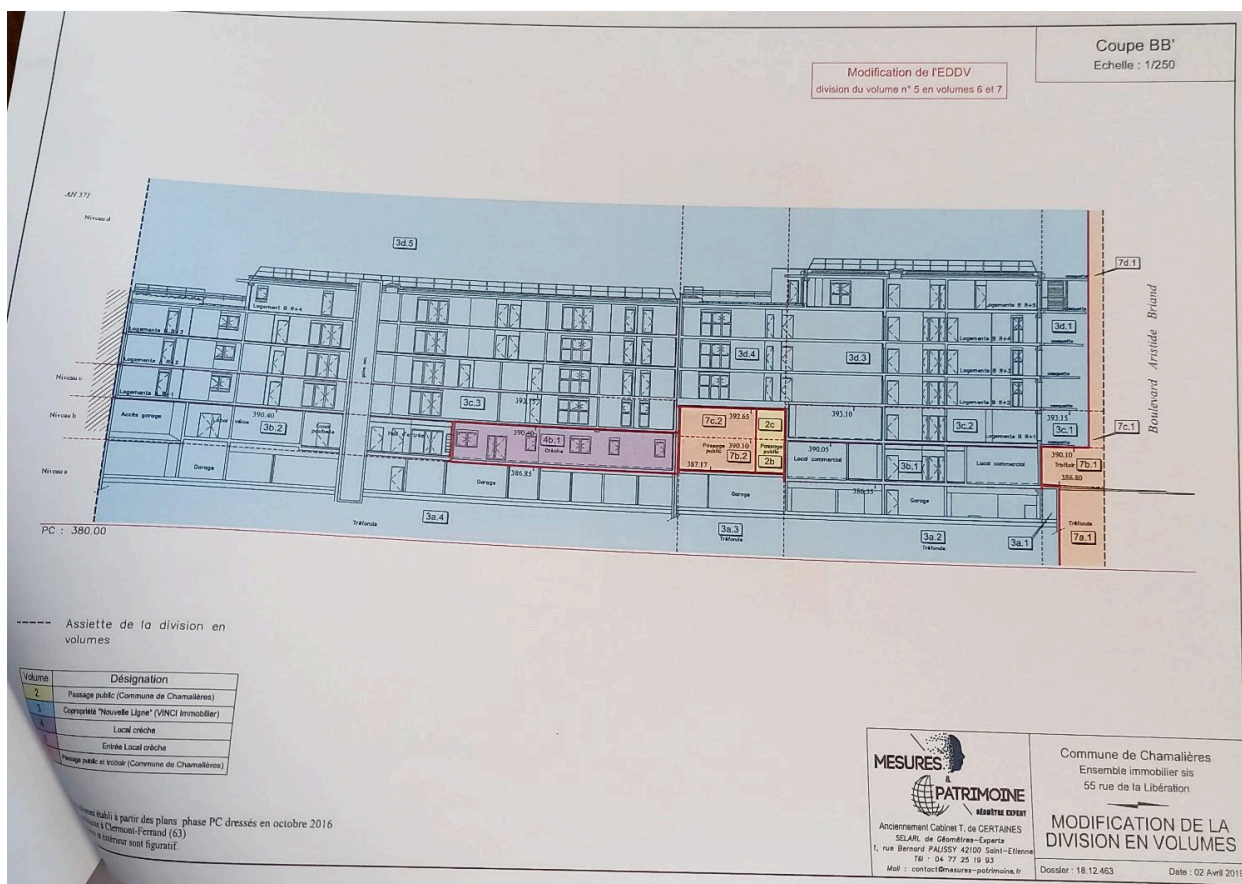 Coupe BB'
Echelle : 1/250
Modification de l'EDDV
division du volume n° 5 en volumes 6 et 7
AH 571
Niveau d
3d.5
7d.1
Logements B R+4
Logements B R+5
Boulevard Aristide Briand
3d.1
Logements B R+3
3d.4
3d.3
Logements B R+4
Logements B R+2
Logements B R+3
Niveau c
Logements B R+1
3c.3
393.15
Logements B R+2
Niveau b
Accès garage
390.40
3b.2
Hall d'entrée
390.40
4b.1
Crèche
7c.2
392.65
2c
393.10
3c.2
Logements B R+1
393.15
3c.1
7c.1
Passage public
390.10
7b.2
387.17
Passage public
2b
390.05
Local commercial
3b.1
Local commercial
390.10
Trottoir
7b.1
386.80
Niveau a
Garage
386.85
Garage
Garage
386.55
Garage
Tréfonds
3a.4
3a.3
Tréfonds
3a.2
Tréfonds
3a.1
Tréfonds
7a.1
PC : 380.00
Assiette de la division en
volumes
Volume
Désignation
2
Passage public (Commune de Chamalières)
3
Copropriété "Nouvelle Ligne" (VINCI Immobilier)
4
Local crèche
Entrée Local crèche
Passage public et trottoir (Commune de Chamalières)
établi à partir des plans phase PC dressés en octobre 2016
à Clermont-Ferrand (63)
extérieur sont figuratif.
MESURES
&
PATRIMOINE
GÉOMÈTRE EXPERT
Anciennement Cabinet T. de CERTAINES
SELARL de Géomètres-Experts
1, rue Bernard PALISSY 42100 Saint-Etienne
Tél : 04 77 25 19 93
Mail : contact@mesures-patrimoine.fr
Commune de Chamalières
Ensemble immobilier sis
55 rue de la Libération
MODIFICATION DE LA
DIVISION EN VOLUMES
Dossier : 18.12.463
Date : 02 Avril 2019